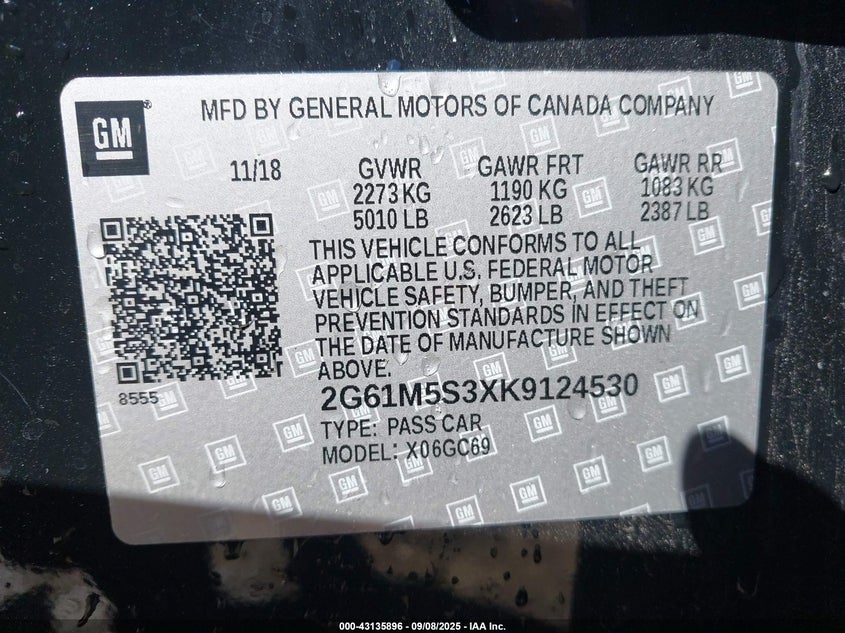 GM
MFD BY GENERAL MOTORS OF CANADA COMPANY
11/18 GVWR GAWR FRT GAWR RR
2273 KG 1190 KG 1083 KG
5010 LB 2623 LB 2387 LB
THIS VEHICLE CONFORMS TO ALL
APPLICABLE U.S. FEDERAL MOTOR
VEHICLE SAFETY, BUMPER, AND THEFT
PREVENTION STANDARDS IN EFFECT ON
THE DATE OF MANUFACTURE SHOWN
ABOVE.
8555
2G61M5S3XK9124530
TYPE: PASS CAR
MODEL: X06GC69
000-43135896 - 09/08/2025 - IAA Inc.